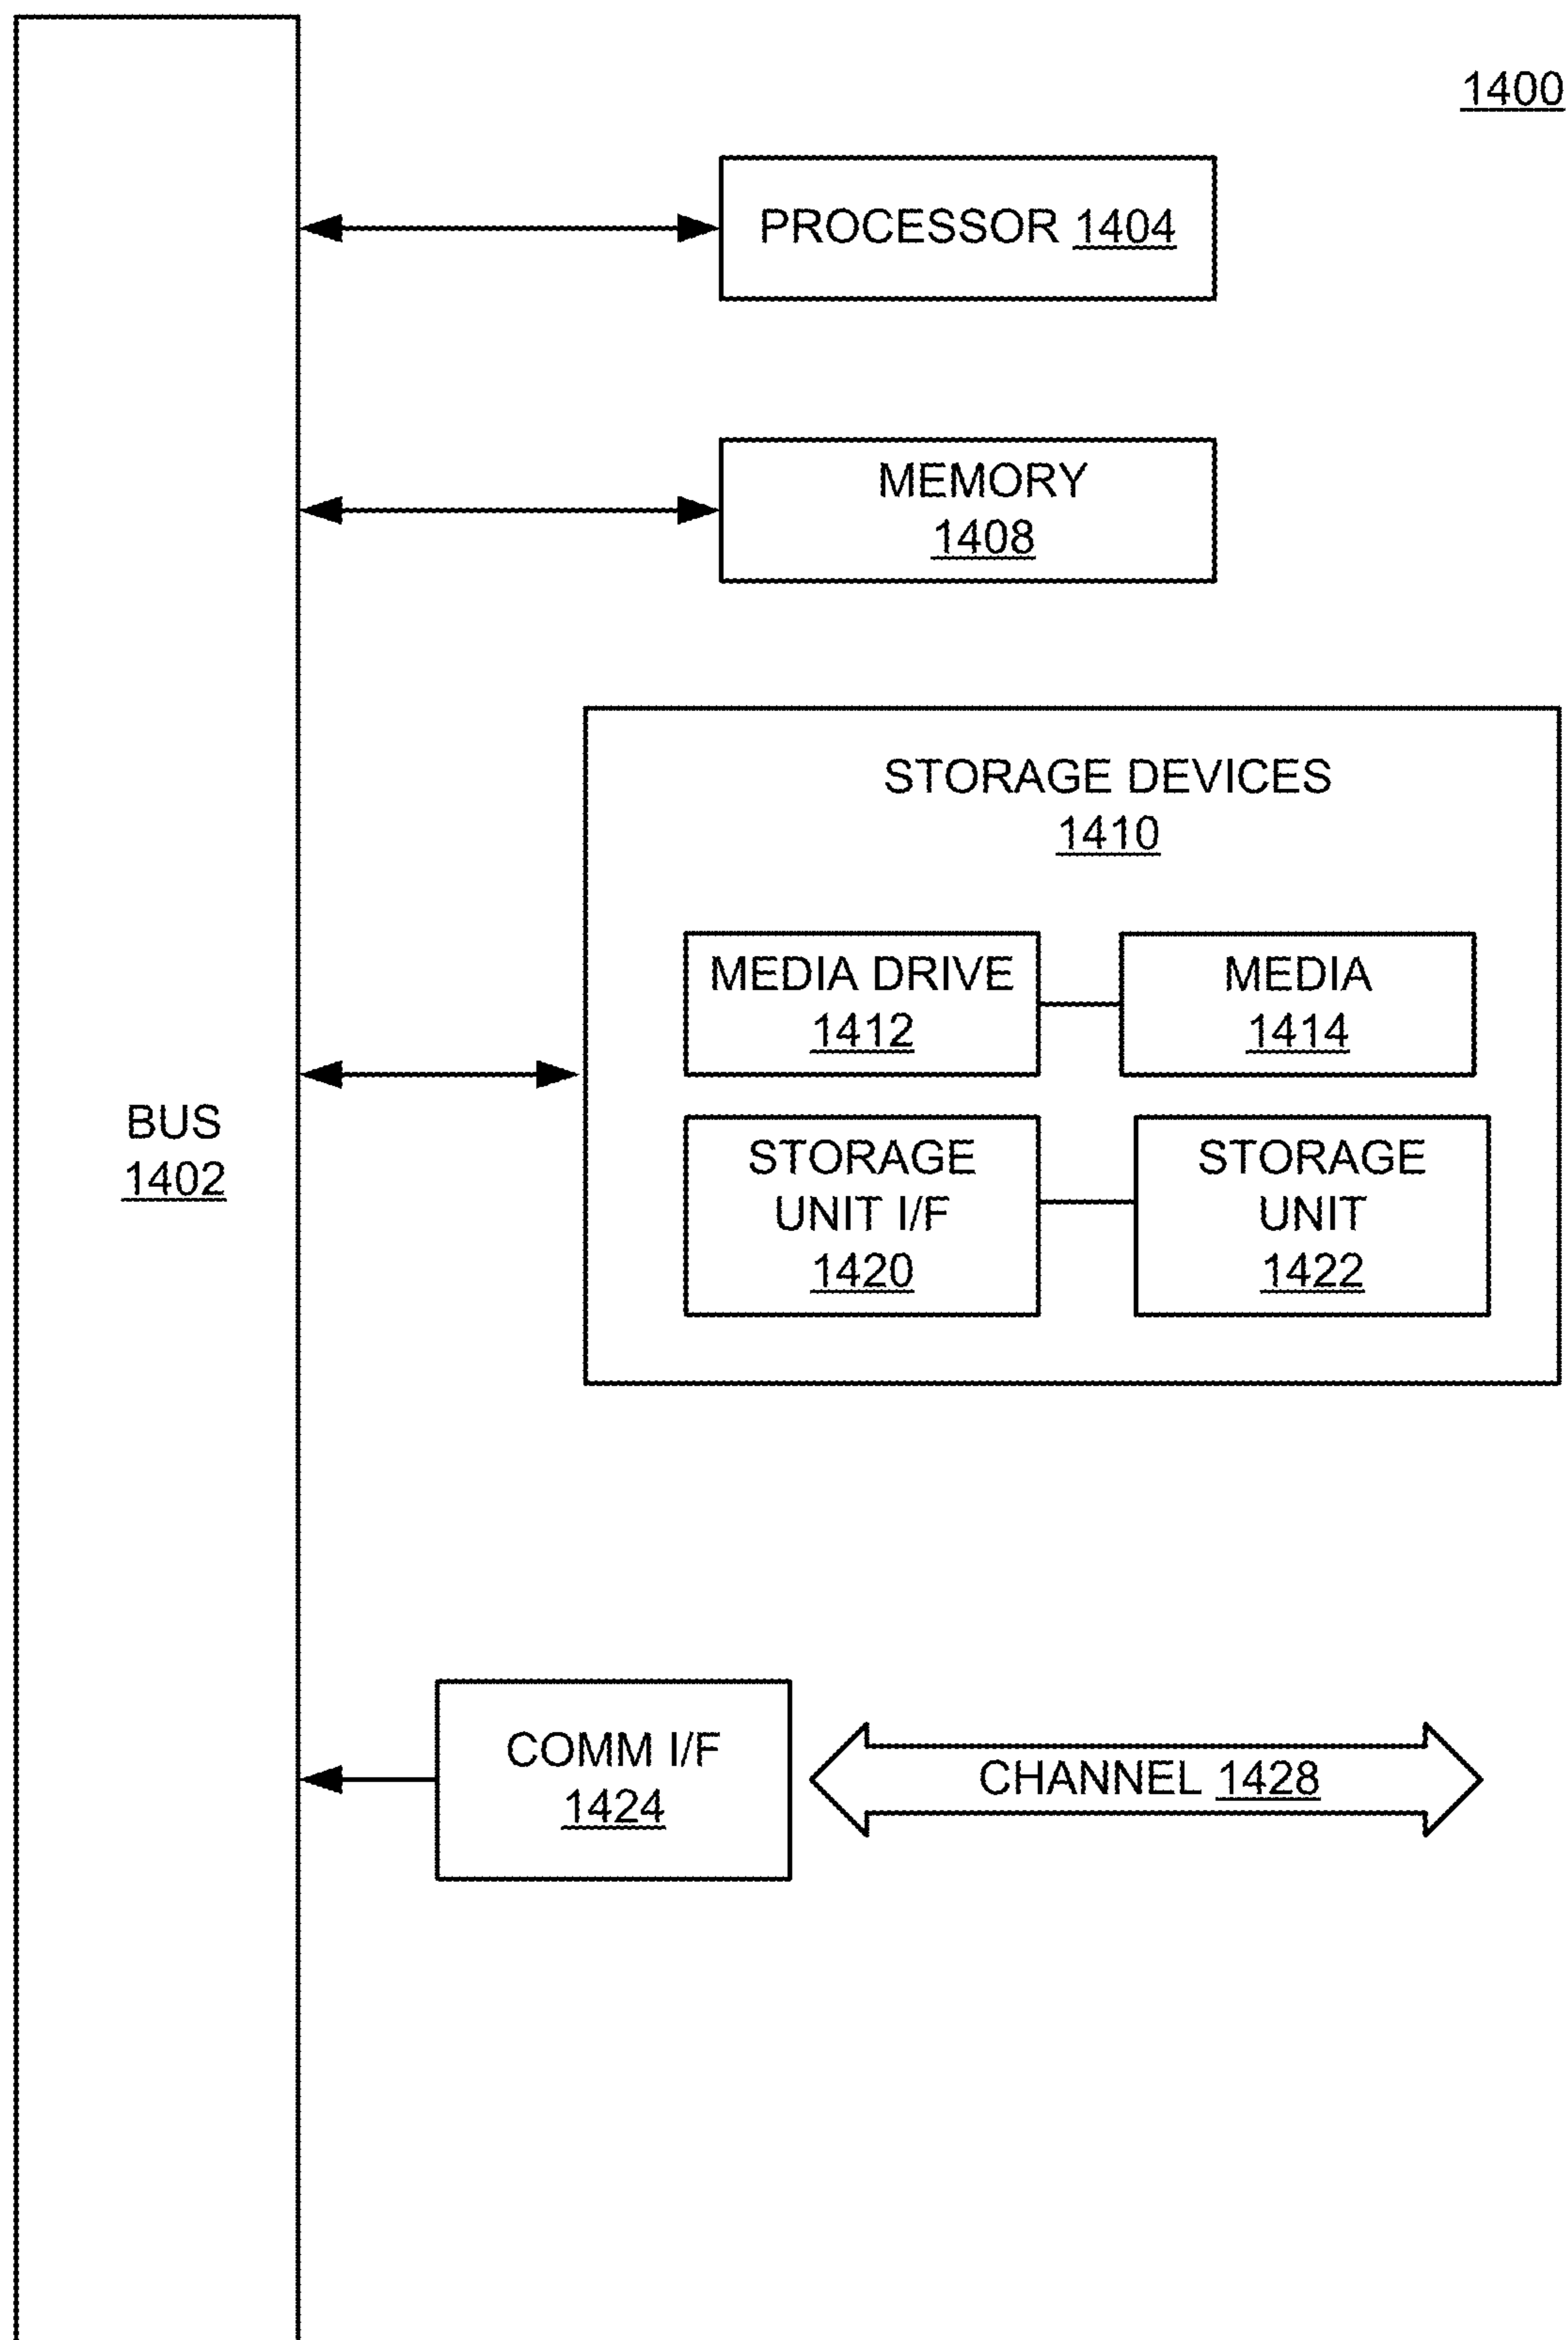 1400
PROCESSOR 1404
MEMORY
1408
STORAGE DEVICES
1410
MEDIA DRIVE
1412
MEDIA
1414
BUS
1402
STORAGE
UNIT I/F
1420
STORAGE
UNIT
1422
COMM I/F
1424
CHANNEL 1428